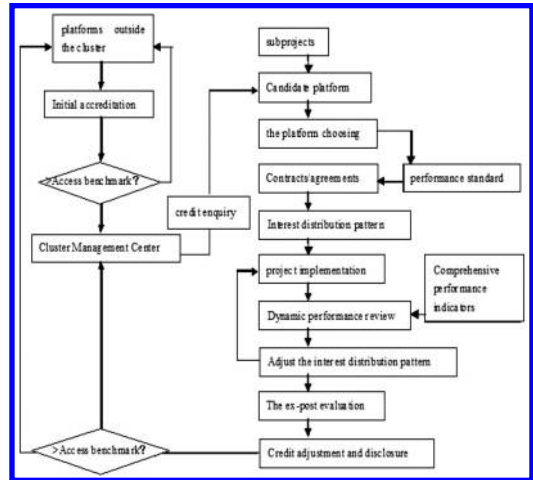 platforms outside
the cluster
Initial accreditation
>Access benchmark?
Cluster Management Center
>Access benchmark?
credit enquiry
subprojects
Candidate platform
the platform choosing
performance standard
Contracts/agreements
Interest distribution pattern
project implementation
Comprehensive
performance
indicators
Dynamic performance review
Adjust the interest distribution pattern
The ex-post evaluation
Credit adjustment and disclosure